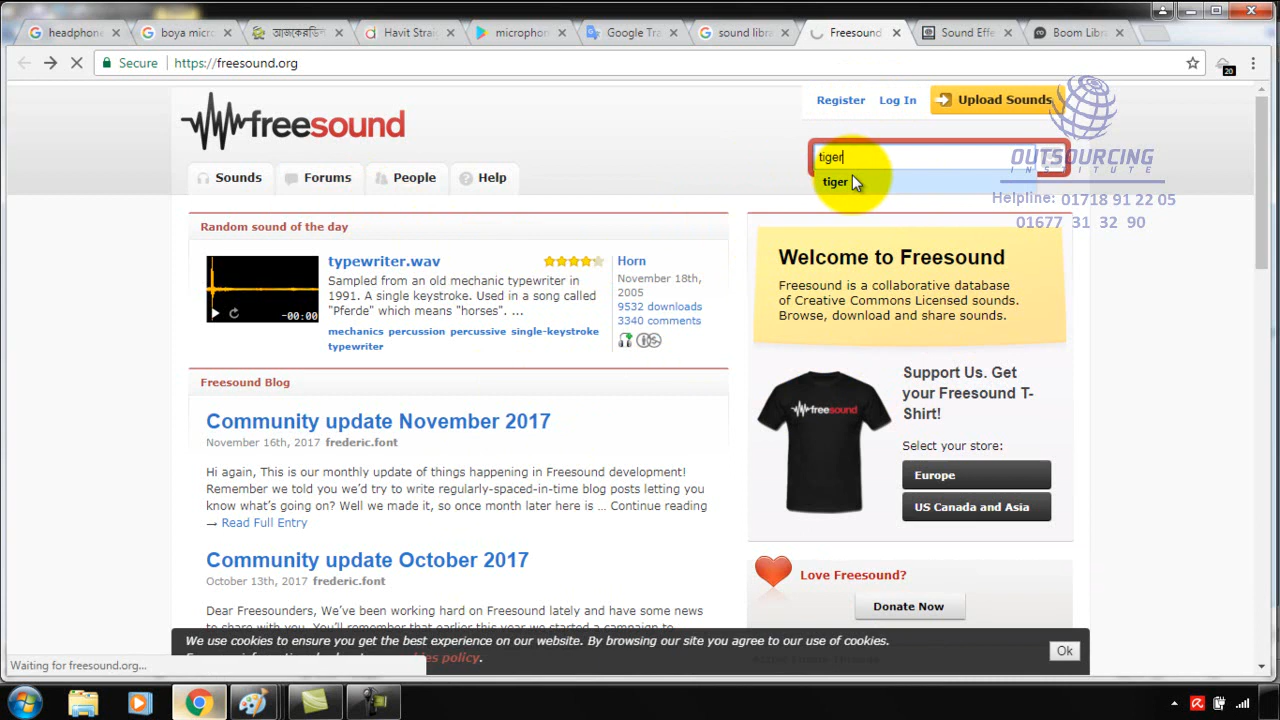 headphone
boya micro
আজকেরডিল
Havit Straig
microphon
Google Tra
sound libra
Freesound
Sound Effe
Boom Libra
Secure https://freesound.org
20
freesound
Register Log In Upload Sounds
tiger
tiger
OUTSOURCING
INSTITUTE
Helpline: 01718 91 22 05
01677 31 32 90
Sounds Forums People Help
Random sound of the day
typewriter.wav
Sampled from an old mechanic typewriter in
1991. A single keystroke. Used in a song called
"Pferde" which means "horses". ...
mechanics percussion percussive single-keystroke
typewriter
-00:00
Horn
November 18th,
2005
9532 downloads
3340 comments
Welcome to Freesound
Freesound is a collaborative database
of Creative Commons Licensed sounds.
Browse, download and share sounds.
Freesound Blog
Community update November 2017
November 16th, 2017 frederic.font
Hi again, This is our monthly update of things happening in Freesound development!
Remember we told you we'd try to write regularly-spaced-in-time blog posts letting you
know what's going on? Well we made it, so once month later here is ... Continue reading
→ Read Full Entry
Community update October 2017
October 13th, 2017 frederic.font
Dear Freesounders, We've been working hard on Freesound lately and have some news
freesound
Support Us. Get
your Freesound T-
Shirt!
Select your store:
Europe
US Canada and Asia
Love Freesound?
Donate Now
We use cookies to ensure you get the best experience on our website. By browsing our site you agree to our use of cookies.
cookies policy.
Ok
Waiting for freesound.org...